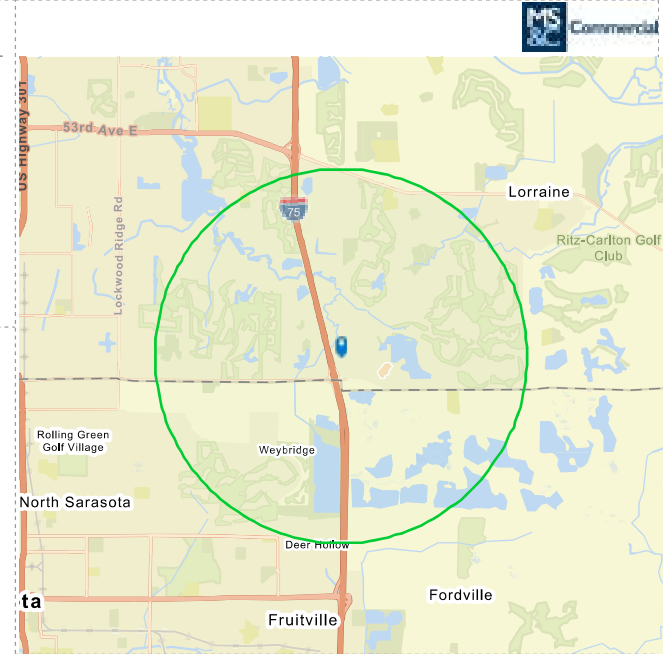 MS
&C
Commercial
US Highway 301
53rd Ave E
Lockwood Ridge Rd
75
Lorraine
Ritz-Carlton Golf
Club
Rolling Green
Golf Village
Weybridge
North Sarasota
Deer Hollow
ta
Fruitville
Fordville